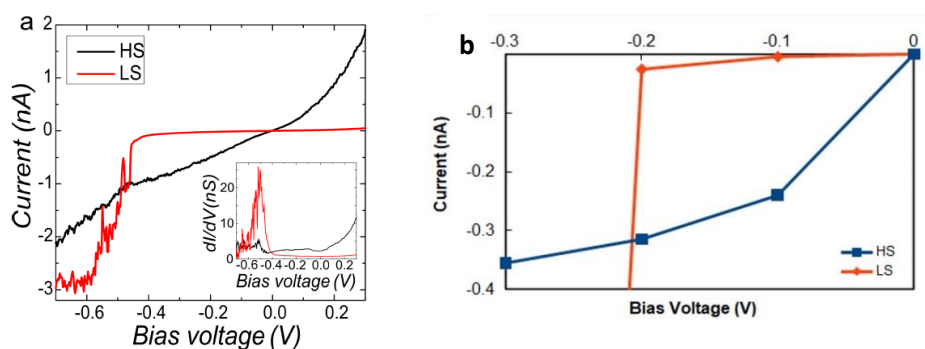 a
HS
LS
2
1
0
-1
-2
-3
Current (nA)
-0.6 -0.4 -0.2 0.0 0.2
Bias voltage (V)
20
10
0
dI/dV(nS)
-0.6 -0.4 -0.2 0.0 0.2
Bias voltage (V)
b
-0.3 -0.2 -0.1 0
-0.1
-0.2
-0.3
-0.4
Current (nA)
HS
LS
Bias Voltage (V)